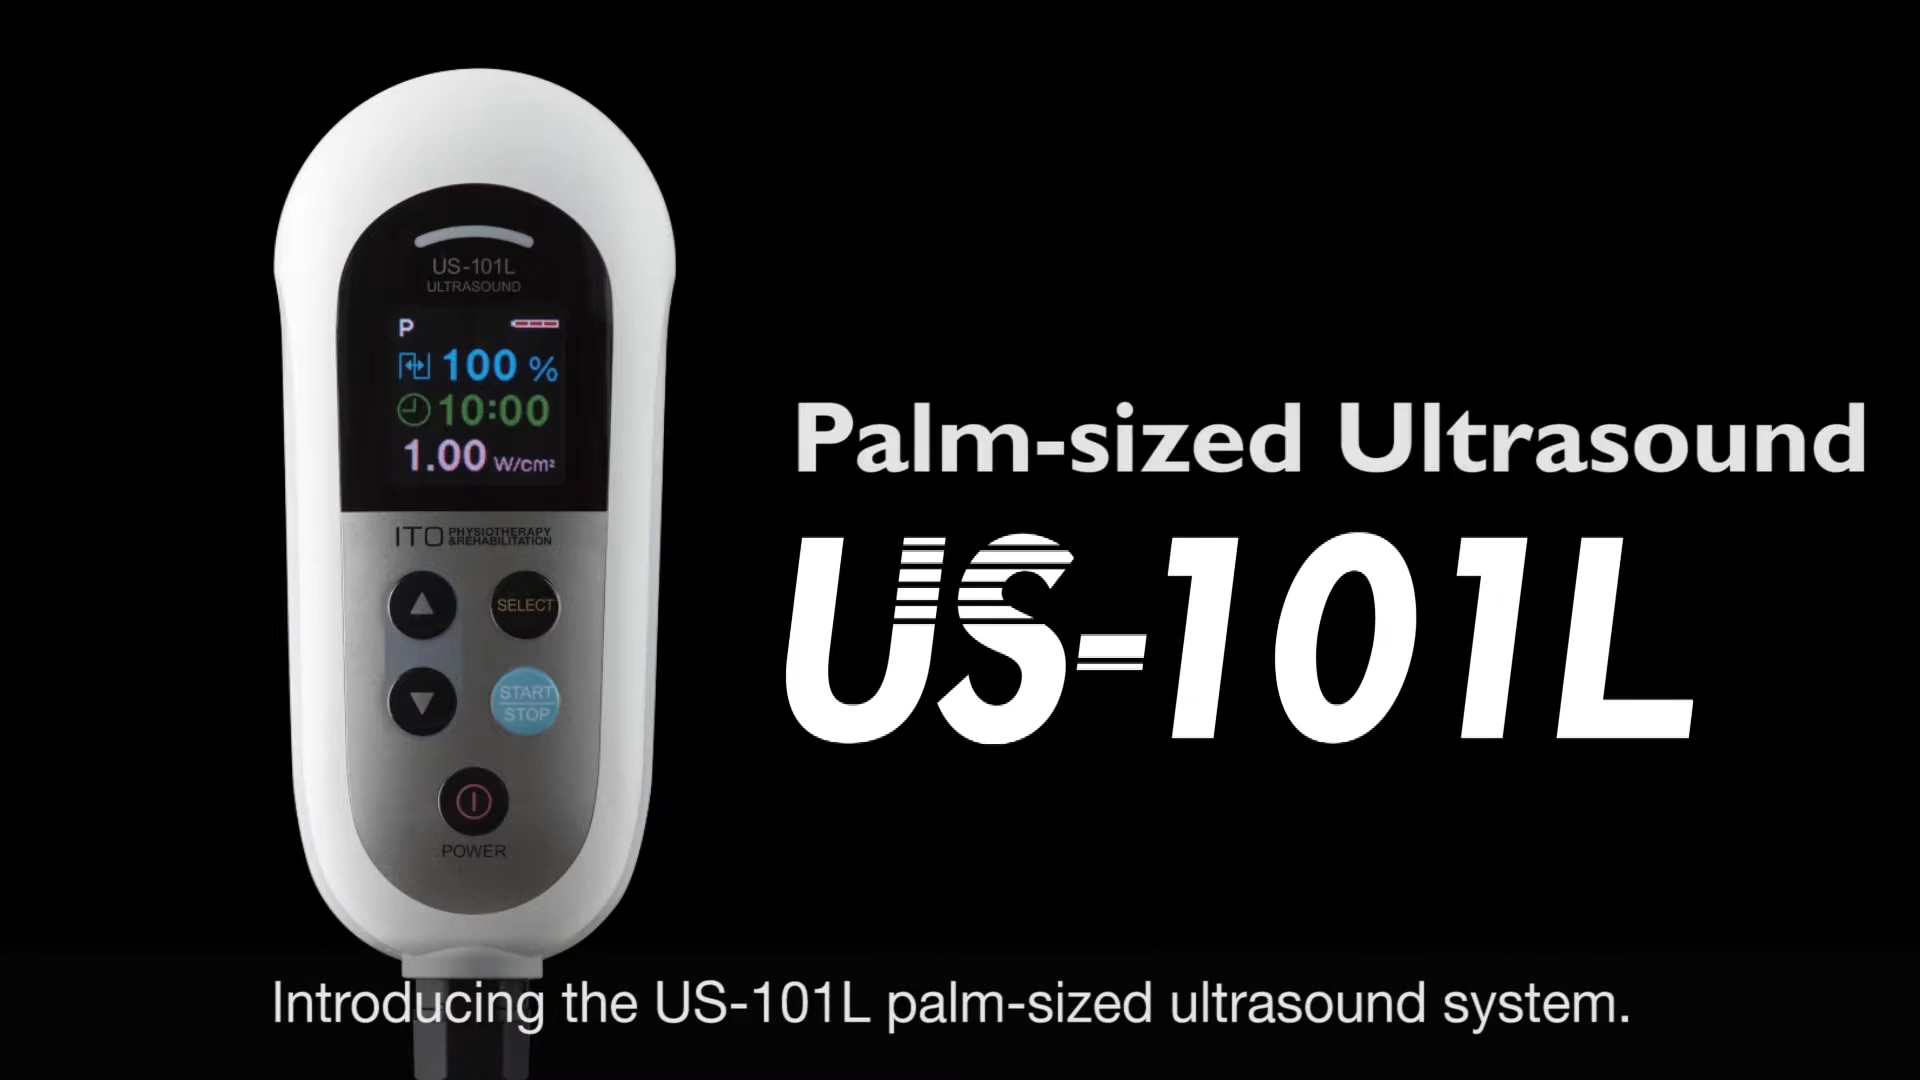 US-101L
ULTRASOUND
P
100 %
10:00
1.00 W/cm²
ITO PHYSIOTHERAPY
&REHABILITATION
SELECT
START
STOP
POWER
Palm-sized Ultrasound
US-101L
Introducing the US-101L palm-sized ultrasound system.